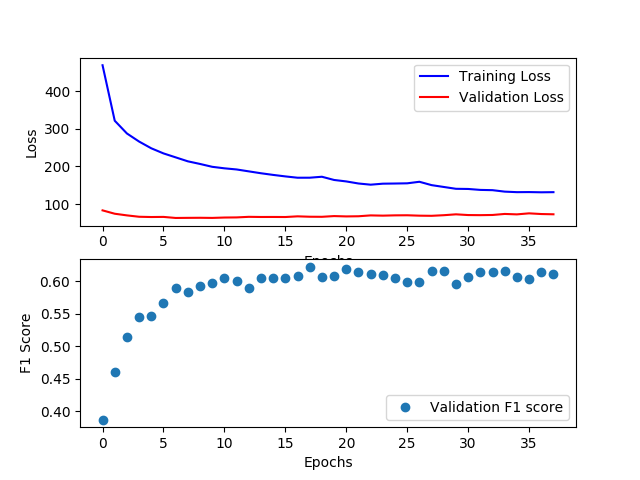 Training Loss
Validation Loss
Loss
400
300
200
100
0 5 10 15 20 25 30 35
Epochs
F1 Score
0.60
0.55
0.50
0.45
0.40
Validation F1 score
0 5 10 15 20 25 30 35
Epochs